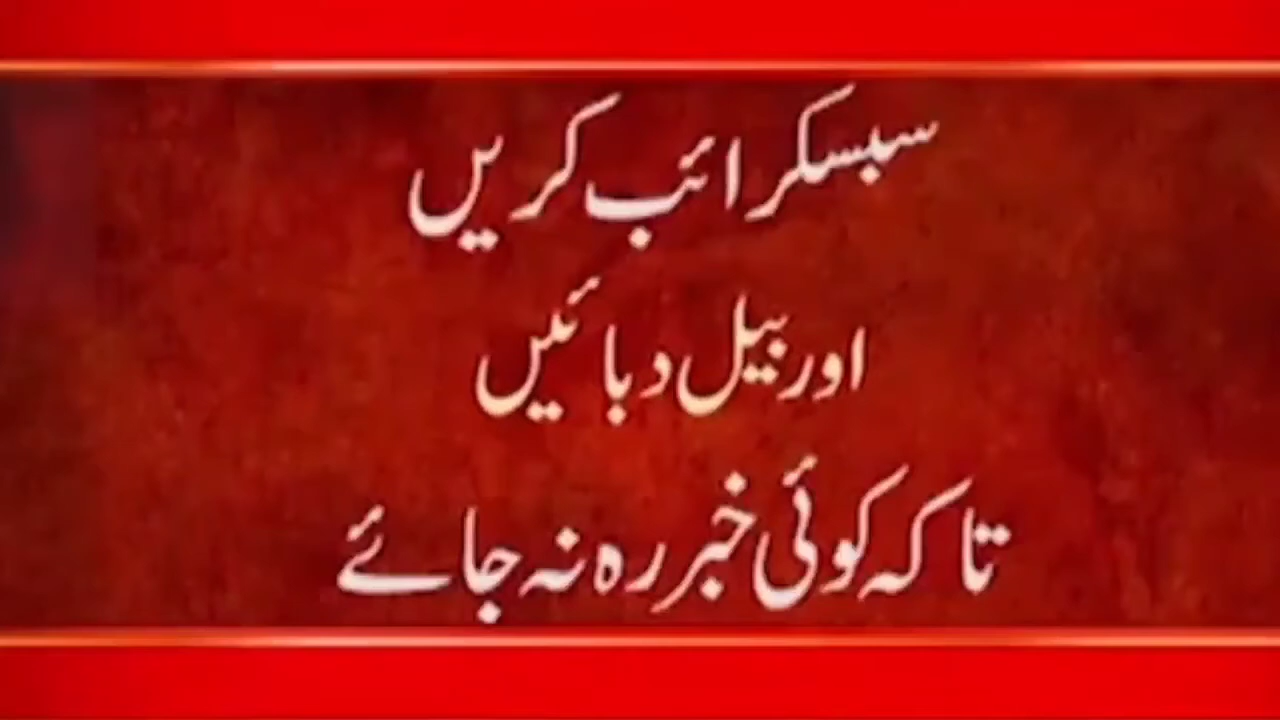 سبسکرائب کریں
اور بیل دبائیں
تاکہ کوئی خبر رہ نہ جائے